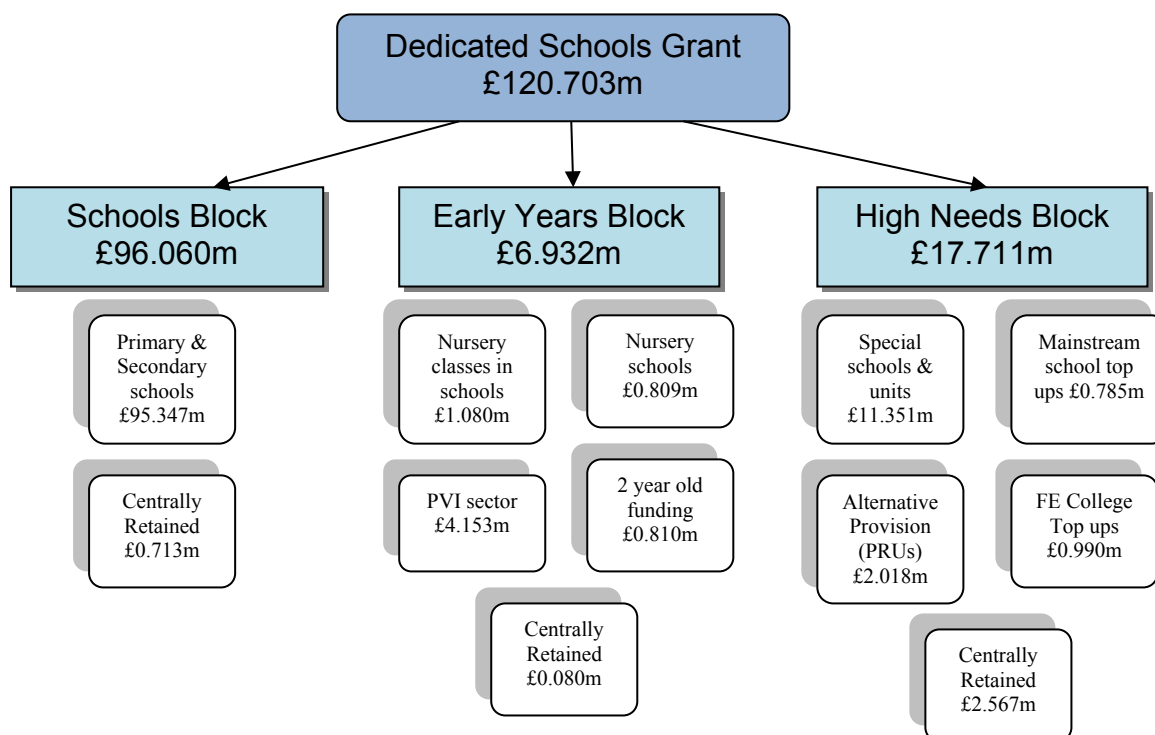 Dedicated Schools Grant
£120.703m
Schools Block
£96.060m
Early Years Block
£6.932m
High Needs Block
£17.711m
Primary &
Secondary
schools
£95.347m
Centrally
Retained
£0.713m
Nursery
classes in
schools
£1.080m
Nursery
schools
£0.809m
PVI sector
£4.153m
2 year old
funding
£0.810m
Centrally
Retained
£0.080m
Special
schools &
units
£11.351m
Mainstream
school top
ups £0.785m
Alternative
Provision
(PRUs)
£2.018m
FE College
Top ups
£0.990m
Centrally
Retained
£2.567m